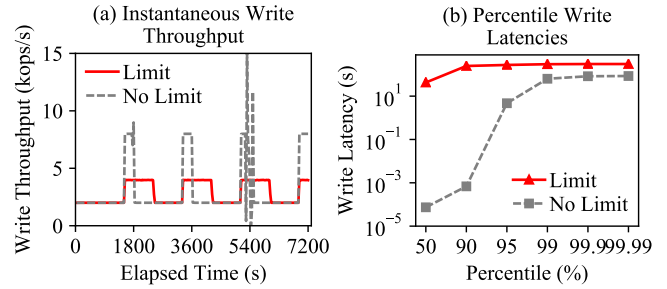 (a) Instantaneous Write
Throughput
Write Throughput (kops/s)
15
10
5
0
Limit
No Limit
0 1800 3600 5400 7200
Elapsed Time (s)
(b) Percentile Write
Latencies
Write Latency (s)
10^1
10^−1
10^−3
10^−5
Limit
No Limit
50 90 95 99 99.9 99.99
Percentile (%)